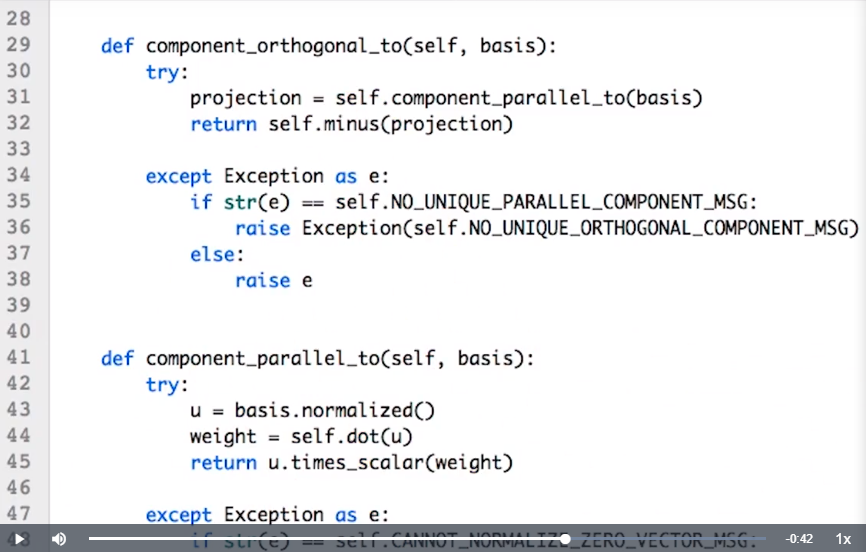 28
29 def component_orthogonal_to(self, basis):
30 try:
31 projection = self.component_parallel_to(basis)
32 return self.minus(projection)
33
34 except Exception as e:
35 if str(e) == self.NO_UNIQUE_PARALLEL_COMPONENT_MSG:
36 raise Exception(self.NO_UNIQUE_ORTHOGONAL_COMPONENT_MSG)
37 else:
38 raise e
39
40
41 def component_parallel_to(self, basis):
42 try:
43 u = basis.normalized()
44 weight = self.dot(u)
45 return u.times_scalar(weight)
46
47 except Exception as e:
48 if str(e) == self.CANNOT_NORMALIZE_ZERO_VECTOR_MSG:
-0:42 1x